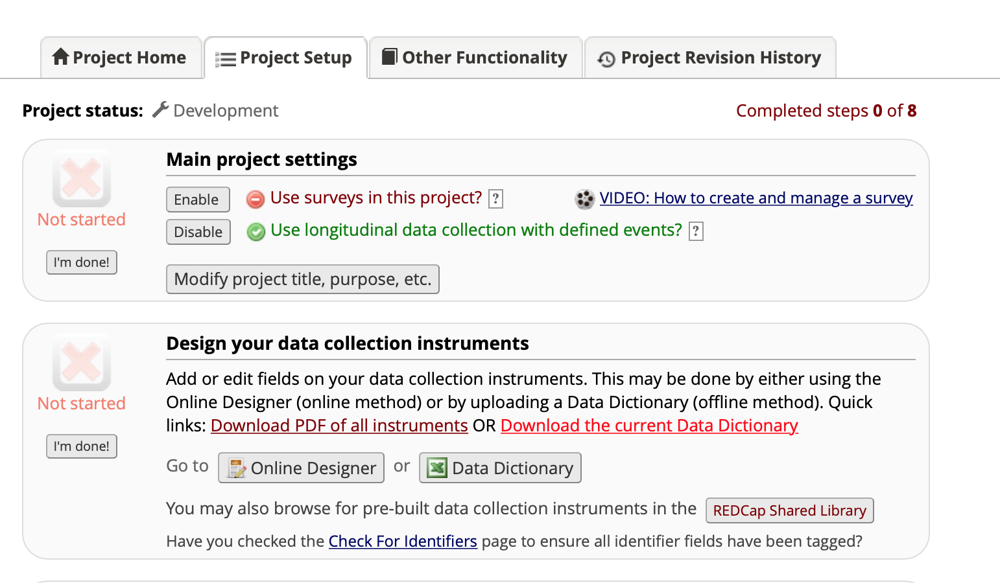 Project Home Project Setup Other Functionality Project Revision History
Project status: Development Completed steps 0 of 8
Main project settings
Not started
I'm done!
Enable Use surveys in this project? ? VIDEO: How to create and manage a survey
Disable Use longitudinal data collection with defined events? ?
Modify project title, purpose, etc.
Design your data collection instruments
Not started
I'm done!
Add or edit fields on your data collection instruments. This may be done by either using the
Online Designer (online method) or by uploading a Data Dictionary (offline method). Quick
links: Download PDF of all instruments OR Download the current Data Dictionary
Go to Online Designer or Data Dictionary
You may also browse for pre-built data collection instruments in the REDCap Shared Library
Have you checked the Check For Identifiers page to ensure all identifier fields have been tagged?